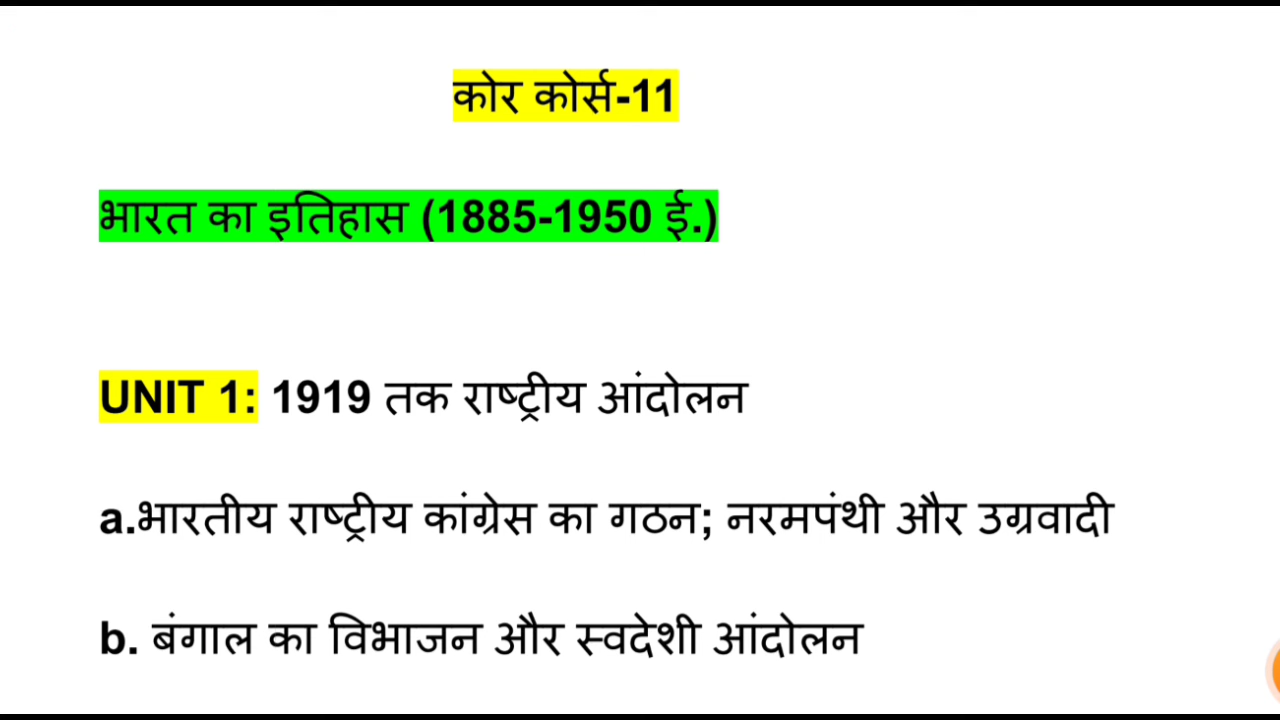 कोर कोर्स-11
भारत का इतिहास (1885-1950 ई.)
UNIT 1: 1919 तक राष्ट्रीय आंदोलन
a.भारतीय राष्ट्रीय कांग्रेस का गठन; नरमपंथी और उग्रवादी
b. बंगाल का विभाजन और स्वदेशी आंदोलन